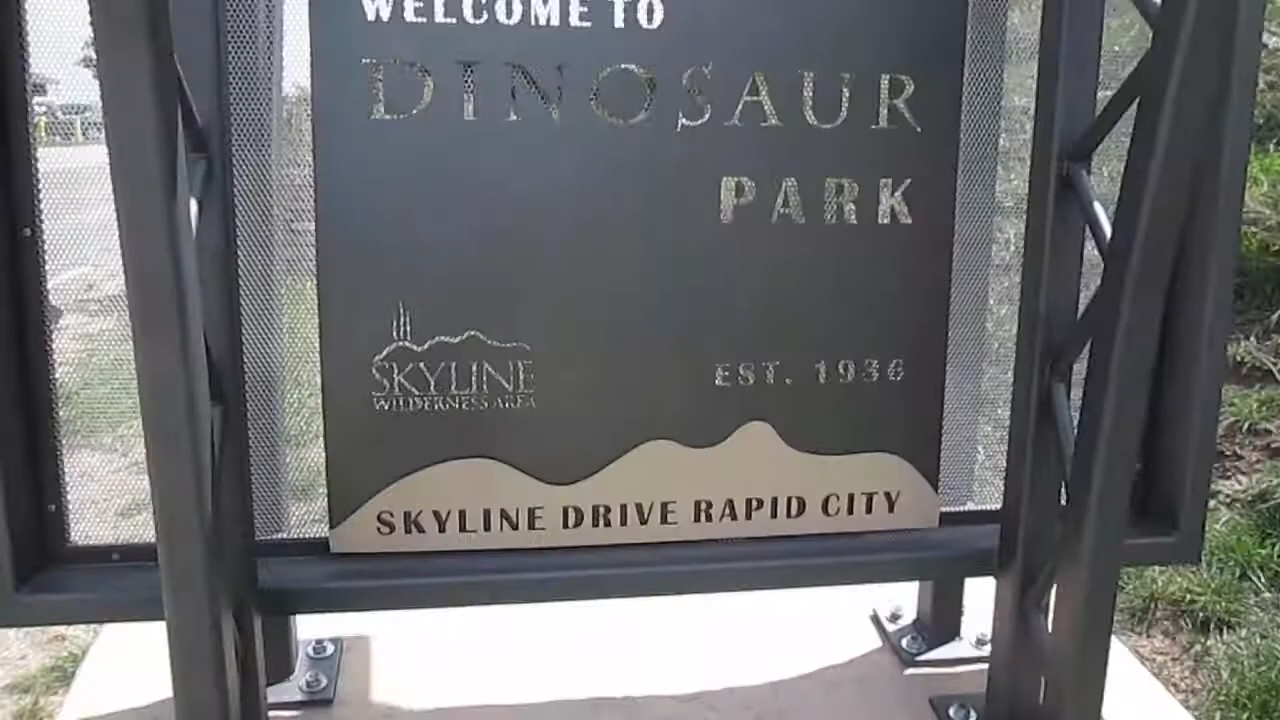 WELCOME TO
DINOSAUR
PARK
SKYLINE
WILDERNESS AREA
EST. 1936
SKYLINE DRIVE RAPID CITY